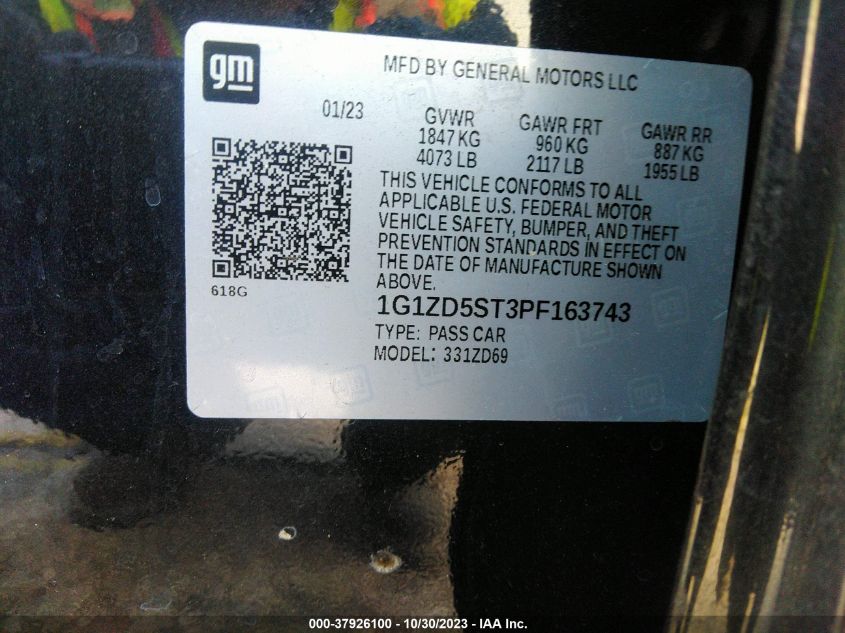 gm
MFD BY GENERAL MOTORS LLC
01/23
GVWR
1847 KG
4073 LB
GAWR FRT
960 KG
2117 LB
GAWR RR
887 KG
1955 LB
THIS VEHICLE CONFORMS TO ALL
APPLICABLE U.S. FEDERAL MOTOR
VEHICLE SAFETY, BUMPER, AND THEFT
PREVENTION STANDARDS IN EFFECT ON
THE DATE OF MANUFACTURE SHOWN
ABOVE.
618G
1G1ZD5ST3PF163743
TYPE: PASS CAR
MODEL: 331ZD69
000-37926100 - 10/30/2023 - IAA Inc.